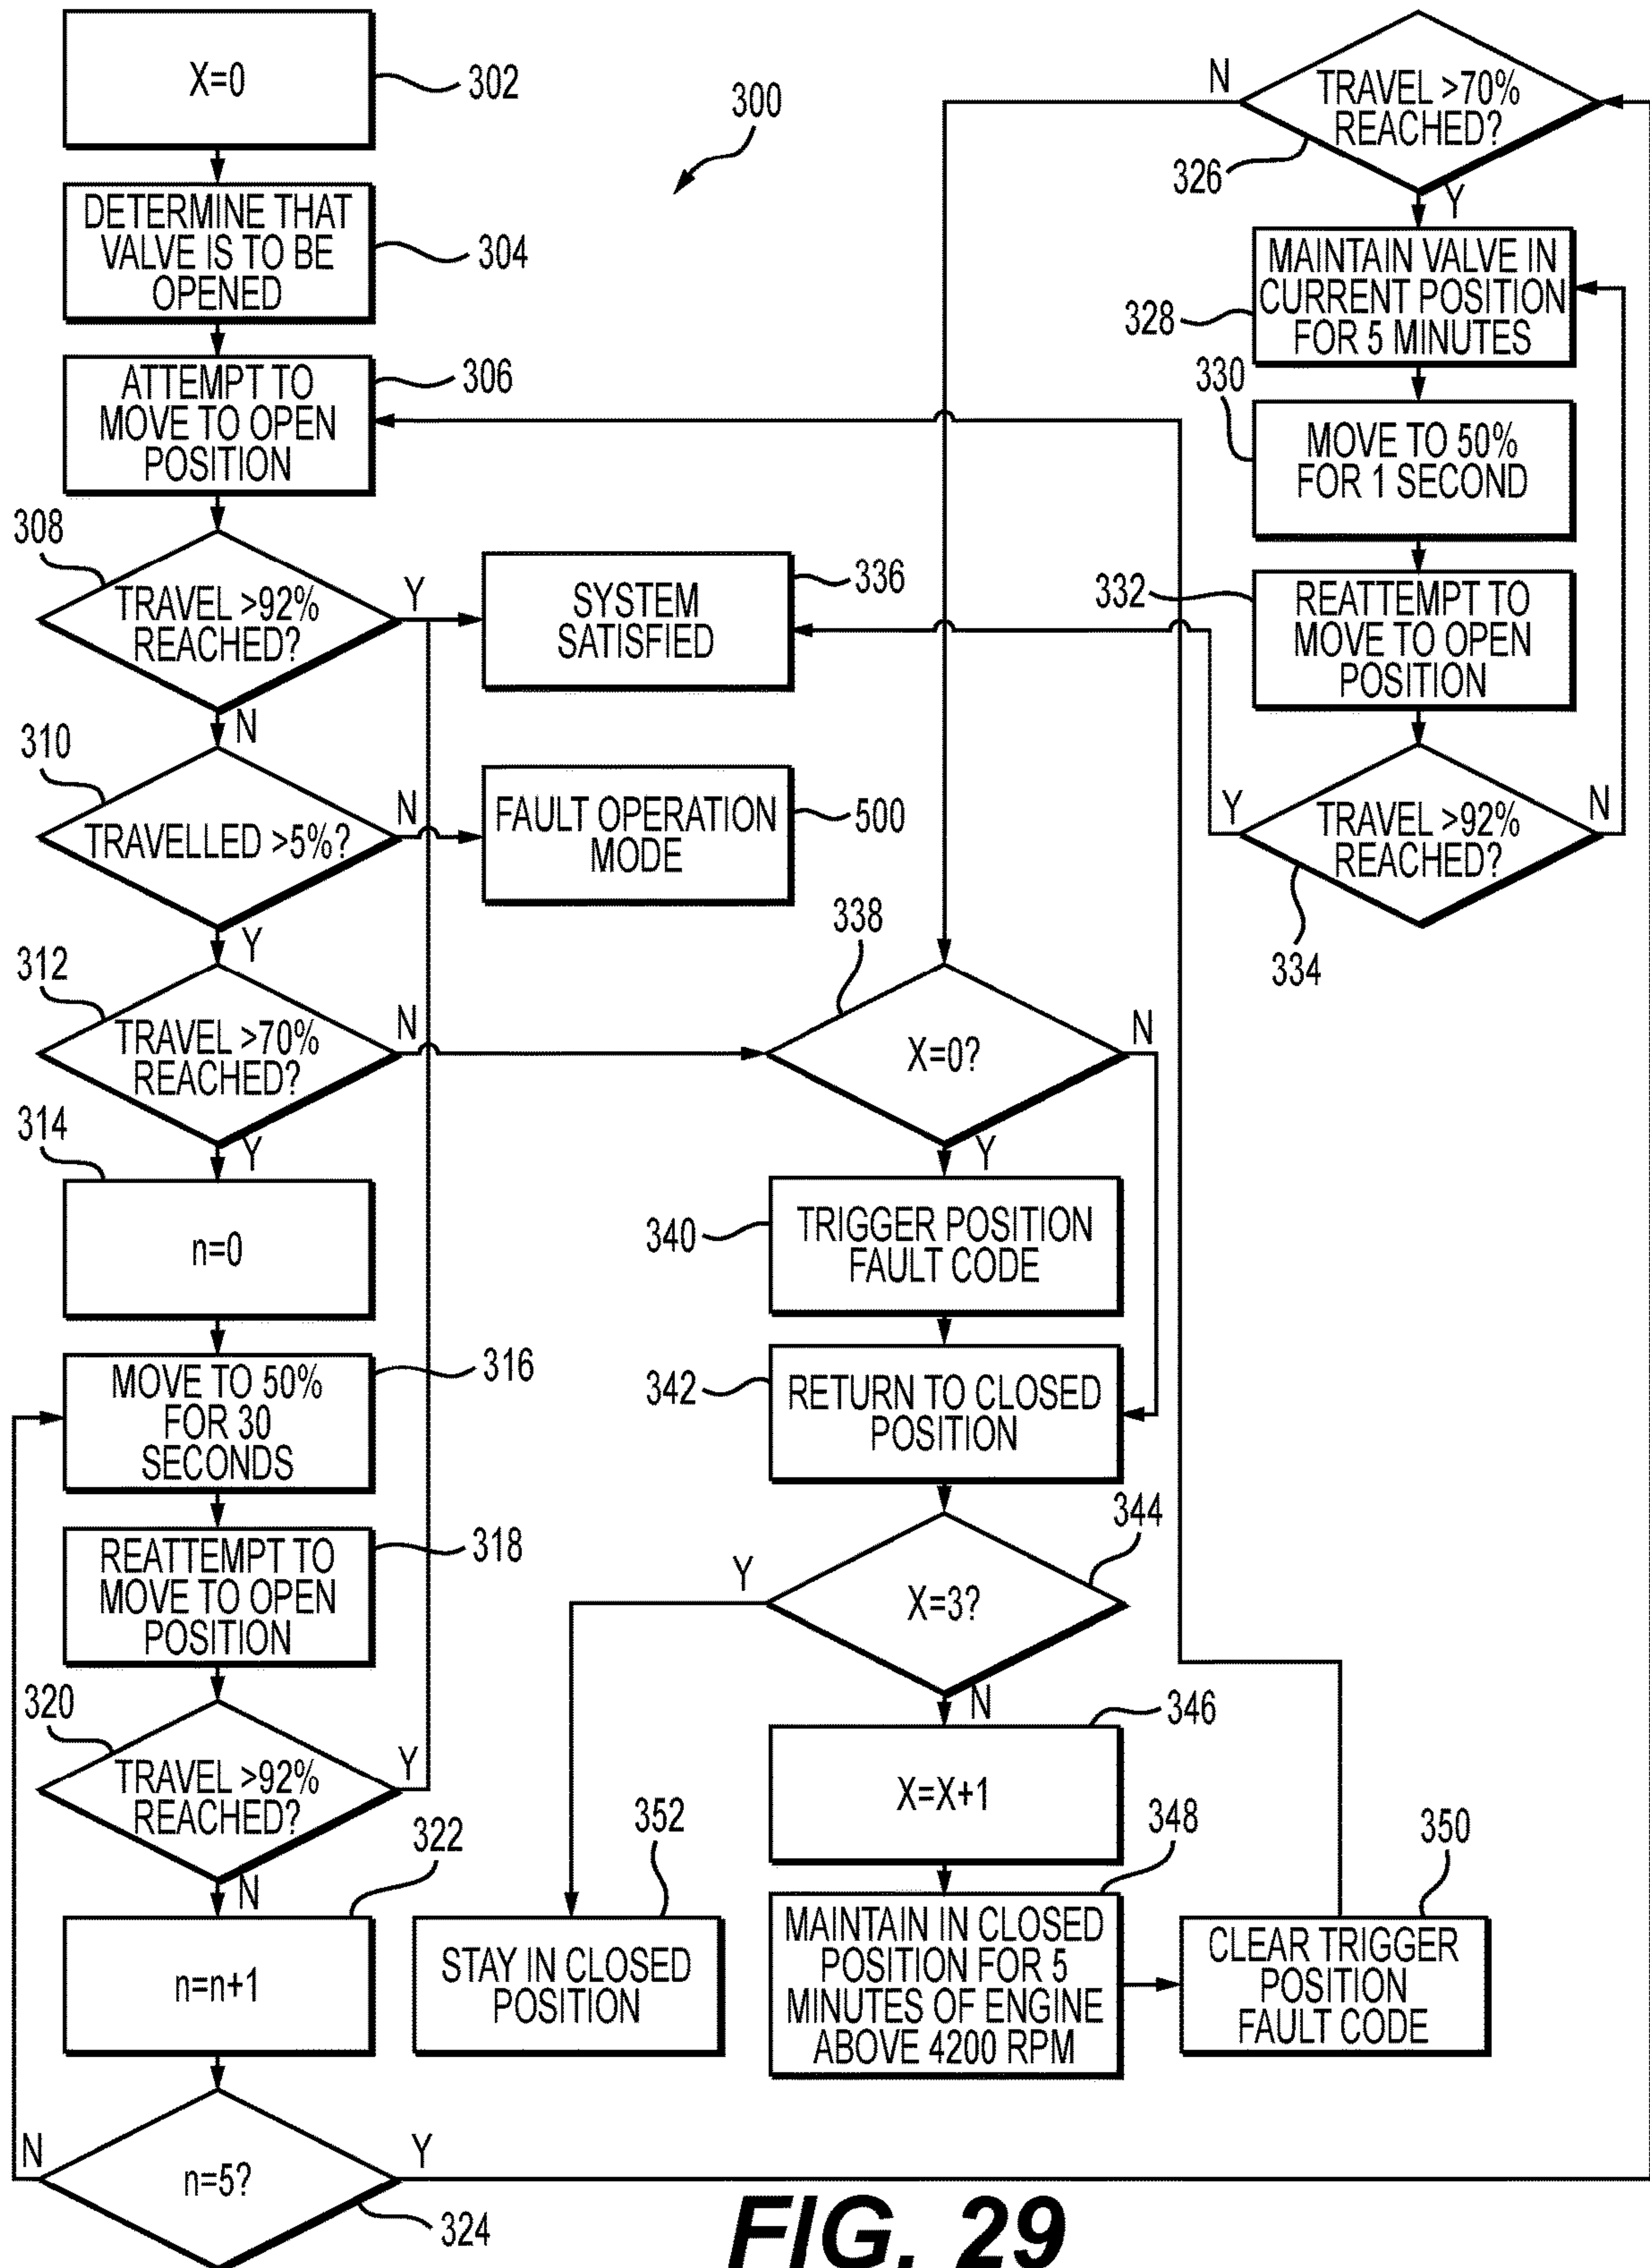 X=0
302
DETERMINE THAT
VALVE IS TO BE
OPENED
304
ATTEMPT TO
MOVE TO OPEN
POSITION
306
308
TRAVEL >92%
REACHED?
Y
N
SYSTEM
SATISFIED
336
310
TRAVELLED >5%?
N
Y
FAULT OPERATION
MODE
500
312
TRAVEL >70%
REACHED?
N
Y
314
n=0
MOVE TO 50%
FOR 30
SECONDS
316
REATTEMPT TO
MOVE TO OPEN
POSITION
318
320
TRAVEL >92%
REACHED?
Y
N
322
n=n+1
n=5?
N
Y
324
300
TRAVEL >70%
REACHED?
N
Y
326
MAINTAIN VALVE IN
CURRENT POSITION
FOR 5 MINUTES
328
330
MOVE TO 50%
FOR 1 SECOND
332
REATTEMPT TO
MOVE TO OPEN
POSITION
TRAVEL >92%
REACHED?
Y
N
334
338
X=0?
N
Y
340
TRIGGER POSITION
FAULT CODE
342
RETURN TO CLOSED
POSITION
344
X=3?
Y
N
346
X=X+1
348
MAINTAIN IN CLOSED
POSITION FOR 5
MINUTES OF ENGINE
ABOVE 4200 RPM
350
CLEAR TRIGGER
POSITION
FAULT CODE
352
STAY IN CLOSED
POSITION
FIG. 29